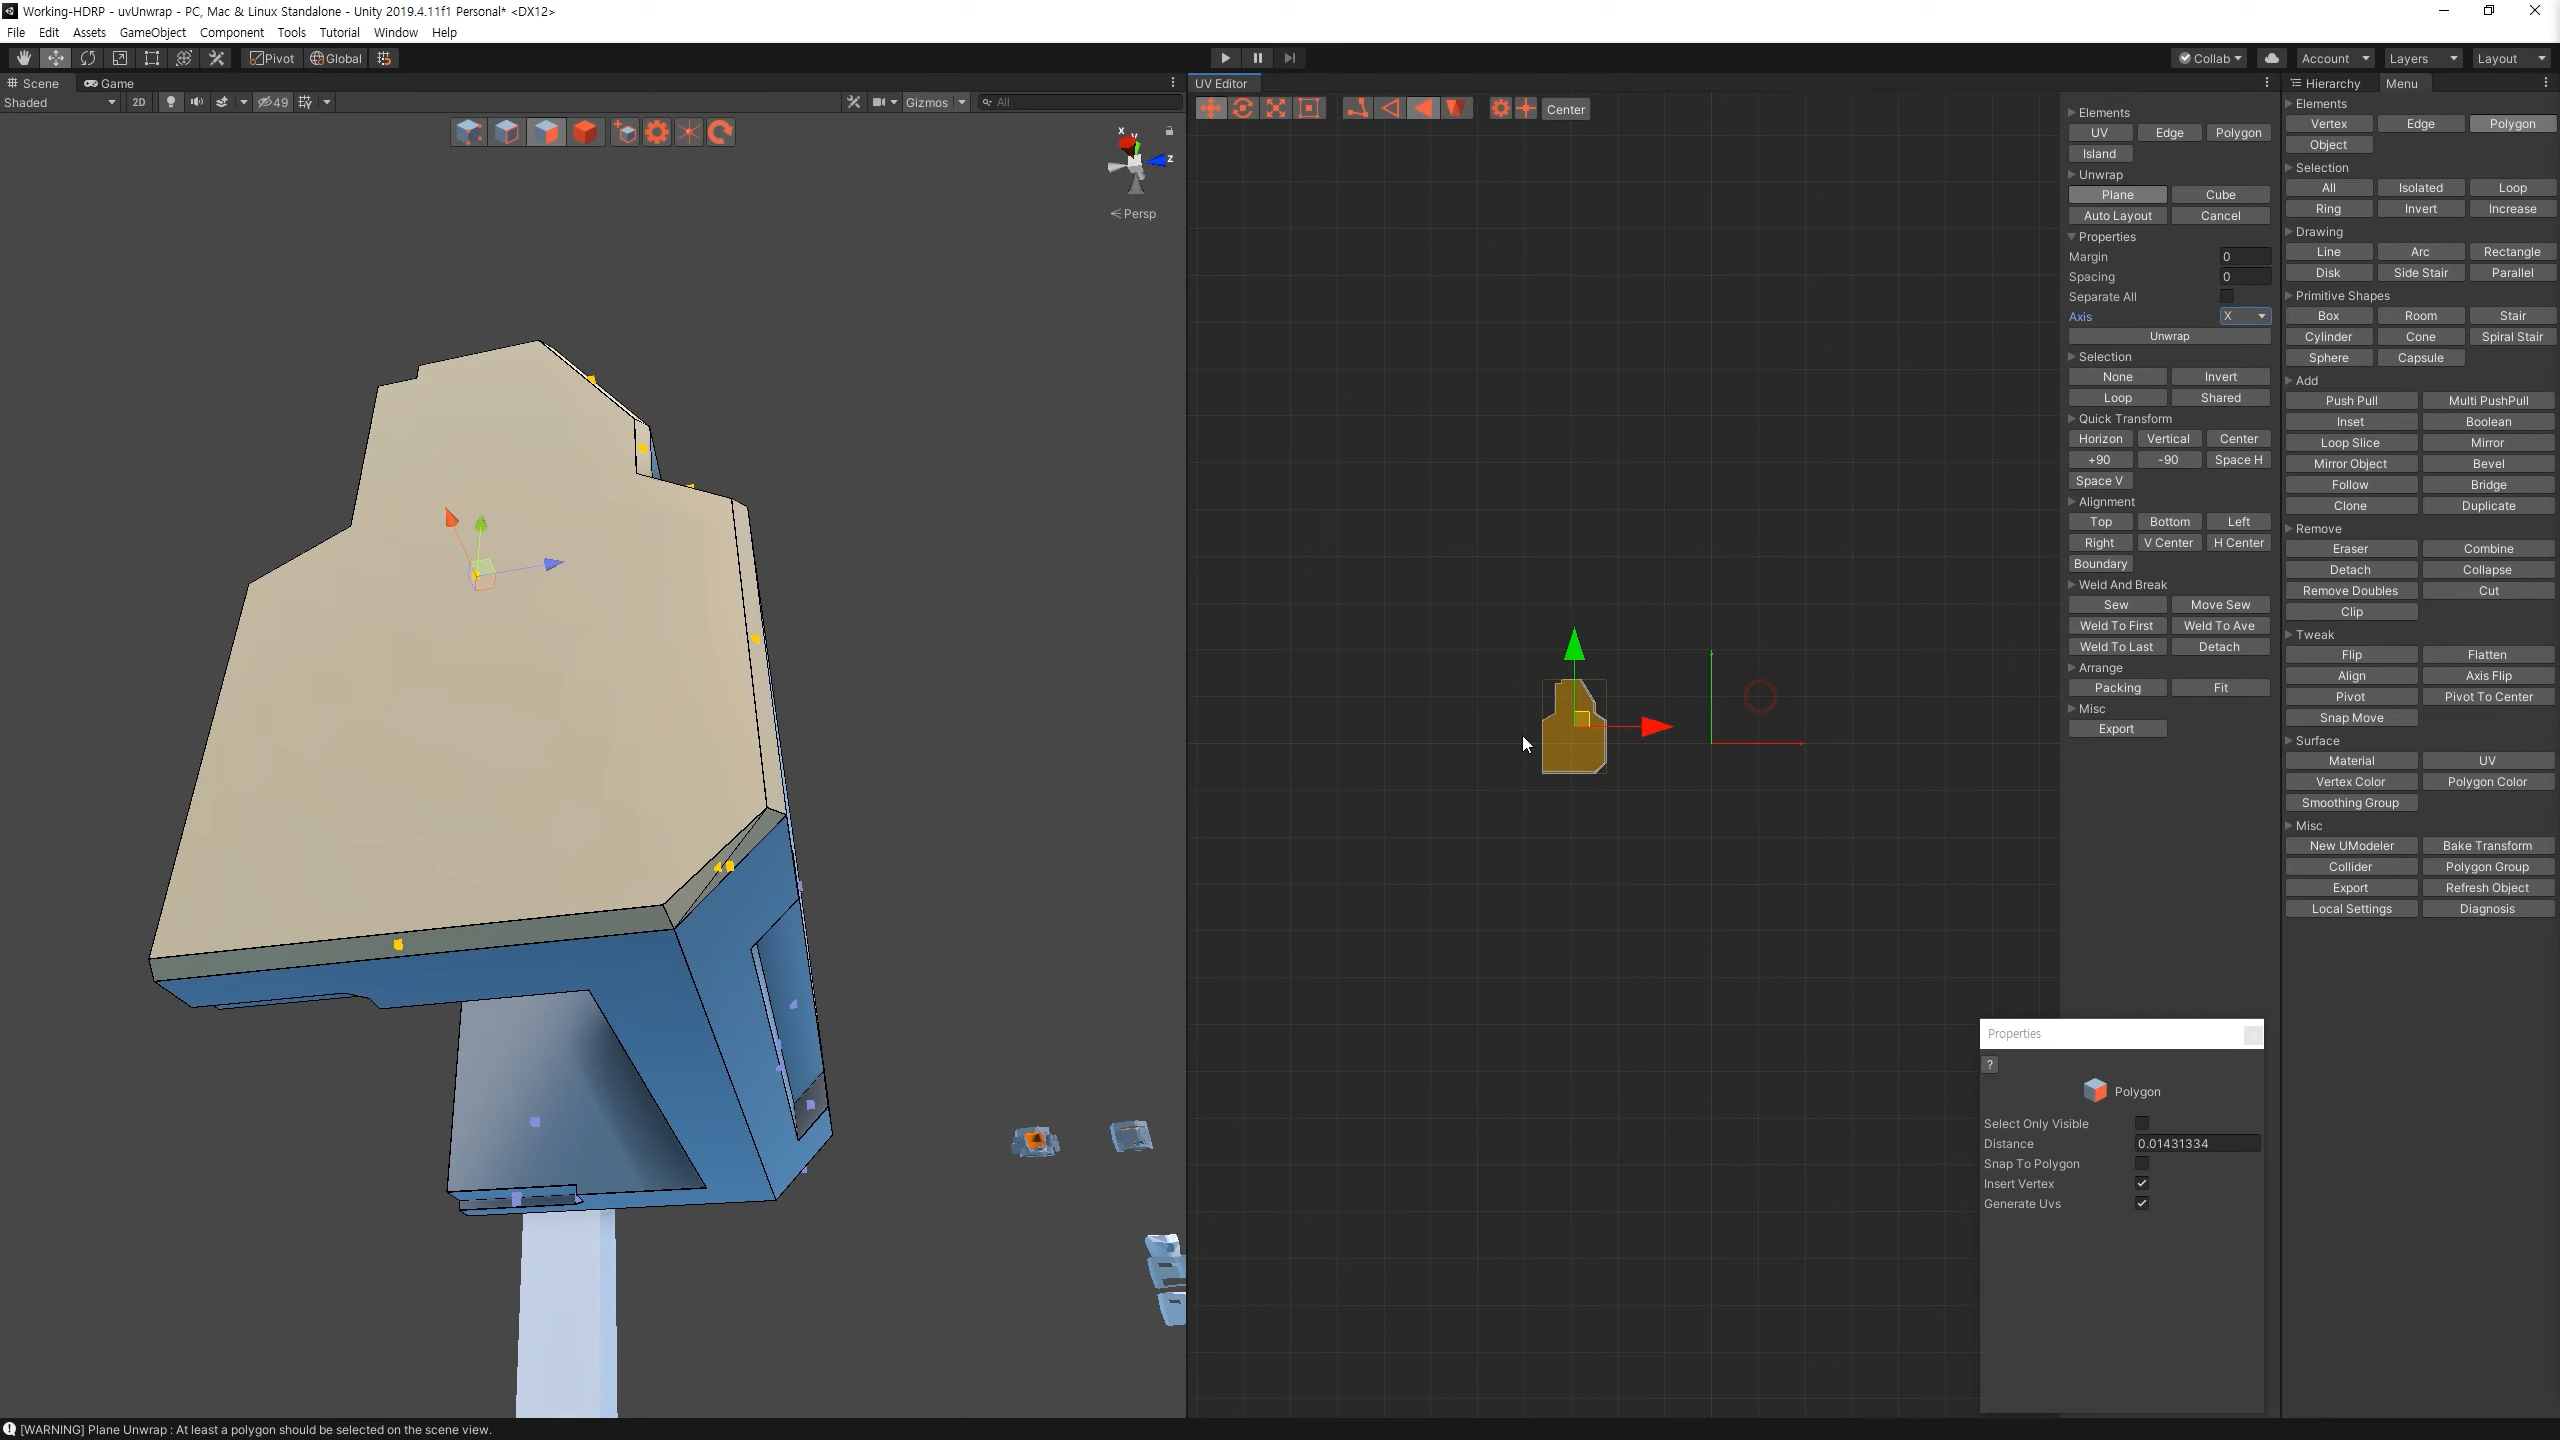 Working-HDRP - uvUnwrap - PC, Mac & Linux Standalone - Unity 2019.4.11f1 Personal* <DX12>
File Edit Assets GameObject Component Tools Tutorial Window Help
Pivot Global Collab Account Layers Layout
Scene Game UV Editor Hierarchy Menu
Shaded 2D 49 Gizmos All
Center
X
y
Z
Persp
Elements
UV Edge Polygon
Island
Unwrap
Plane Cube
Auto Layout Cancel
Properties
Margin 0
Spacing 0
Separate All
Axis X
Unwrap
Selection
None Invert
Loop Shared
Quick Transform
Horizon Vertical Center
+90 -90 Space H
Space V
Alignment
Top Bottom Left
Right V Center H Center
Boundary
Weld And Break
Sew Move Sew
Weld To First Weld To Ave
Weld To Last Detach
Arrange
Packing Fit
Misc
Export
Elements
Vertex Edge Polygon
Object
Selection
All Isolated Loop
Ring Invert Increase
Drawing
Line Arc Rectangle
Disk Side Stair Parallel
Primitive Shapes
Box Room Stair
Cylinder Cone Spiral Stair
Sphere Capsule
Add
Push Pull Multi PushPull
Inset Boolean
Loop Slice Mirror
Mirror Object Bevel
Follow Bridge
Clone Duplicate
Remove
Eraser Combine
Detach Collapse
Remove Doubles Cut
Clip
Tweak
Flip Flatten
Align Axis Flip
Pivot Pivot To Center
Snap Move
Surface
Material UV
Vertex Color Polygon Color
Smoothing Group
Misc
New UModeler Bake Transform
Collider Polygon Group
Export Refresh Object
Local Settings Diagnosis
Properties
?
Polygon
Select Only Visible
Distance 0.01431334
Snap To Polygon
Insert Vertex
Generate Uvs
[WARNING] Plane Unwrap : At least a polygon should be selected on the scene view.